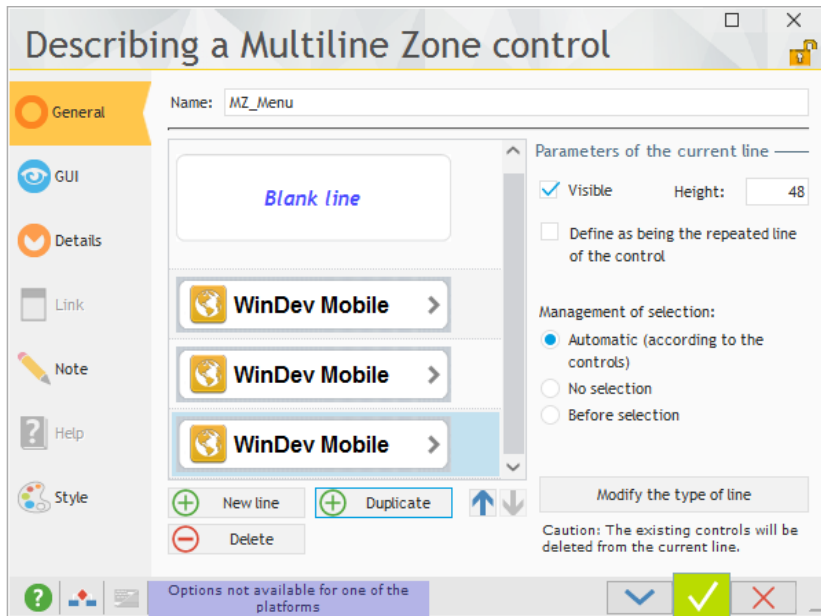 Describing a Multiline Zone control
General
GUI
Details
Link
Note
Help
Style
Name: MZ_Menu
Blank line
WinDev Mobile
WinDev Mobile
WinDev Mobile
New line
Duplicate
Delete
Parameters of the current line
Visible
Height: 48
Define as being the repeated line
of the control
Management of selection:
Automatic (according to the
controls)
No selection
Before selection
Modify the type of line
Caution: The existing controls will be
deleted from the current line.
Options not available for one of the
platforms